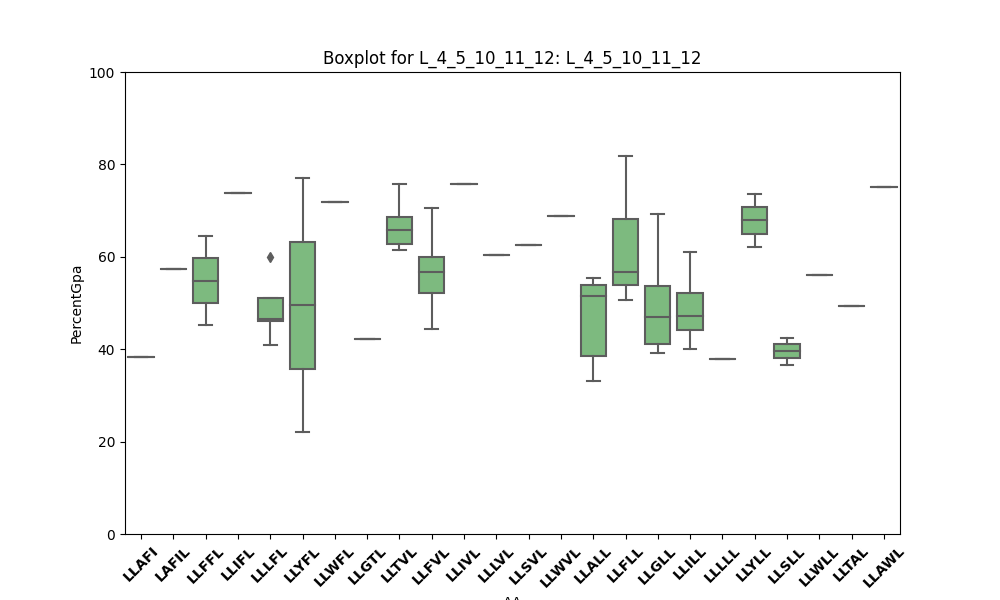 Boxplot for L_4_5_10_11_12: L_4_5_10_11_12
PercentGpa
100
80
60
40
20
0
LLAFI LAFIL LLFFL LLIFL LLLFL LLYFL LLWFL LLGTL LLTVL LLFVL LLIVL LLLVL LLSVL LLWVL LLALL LLFLL LLGLL LLILL LLLLL LLYLL LLSLL LLWLL LLTAL LLAWL